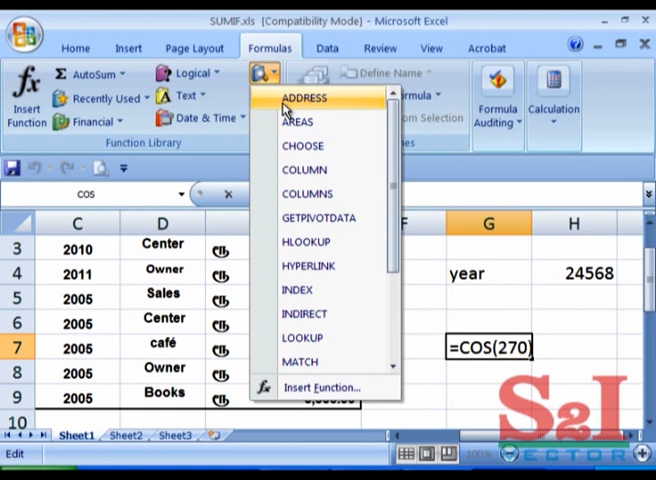 SUMIF.xls [Compatibility Mode] - Microsoft Excel
Home Insert Page Layout Formulas Data Review View Acrobat
fx Insert Function
Σ AutoSum
Recently Used
Financial
Logical
Text
Date & Time
Function Library
Define Name
Formula Auditing
Calculation
ADDRESS
AREAS
CHOOSE
COLUMN
COLUMNS
GETPIVOTDATA
HLOOKUP
HYPERLINK
INDEX
INDIRECT
LOOKUP
MATCH
fx Insert Function...
COS
C D F G H
3 2010 Center
4 2011 Owner year 24568
5 2005 Sales
6 2005 Center
7 2005 café =COS(270)
8 2005 Owner
9 2005 Books
10
Sheet1 Sheet2 Sheet3
Edit 100%
S2I
ECTOR